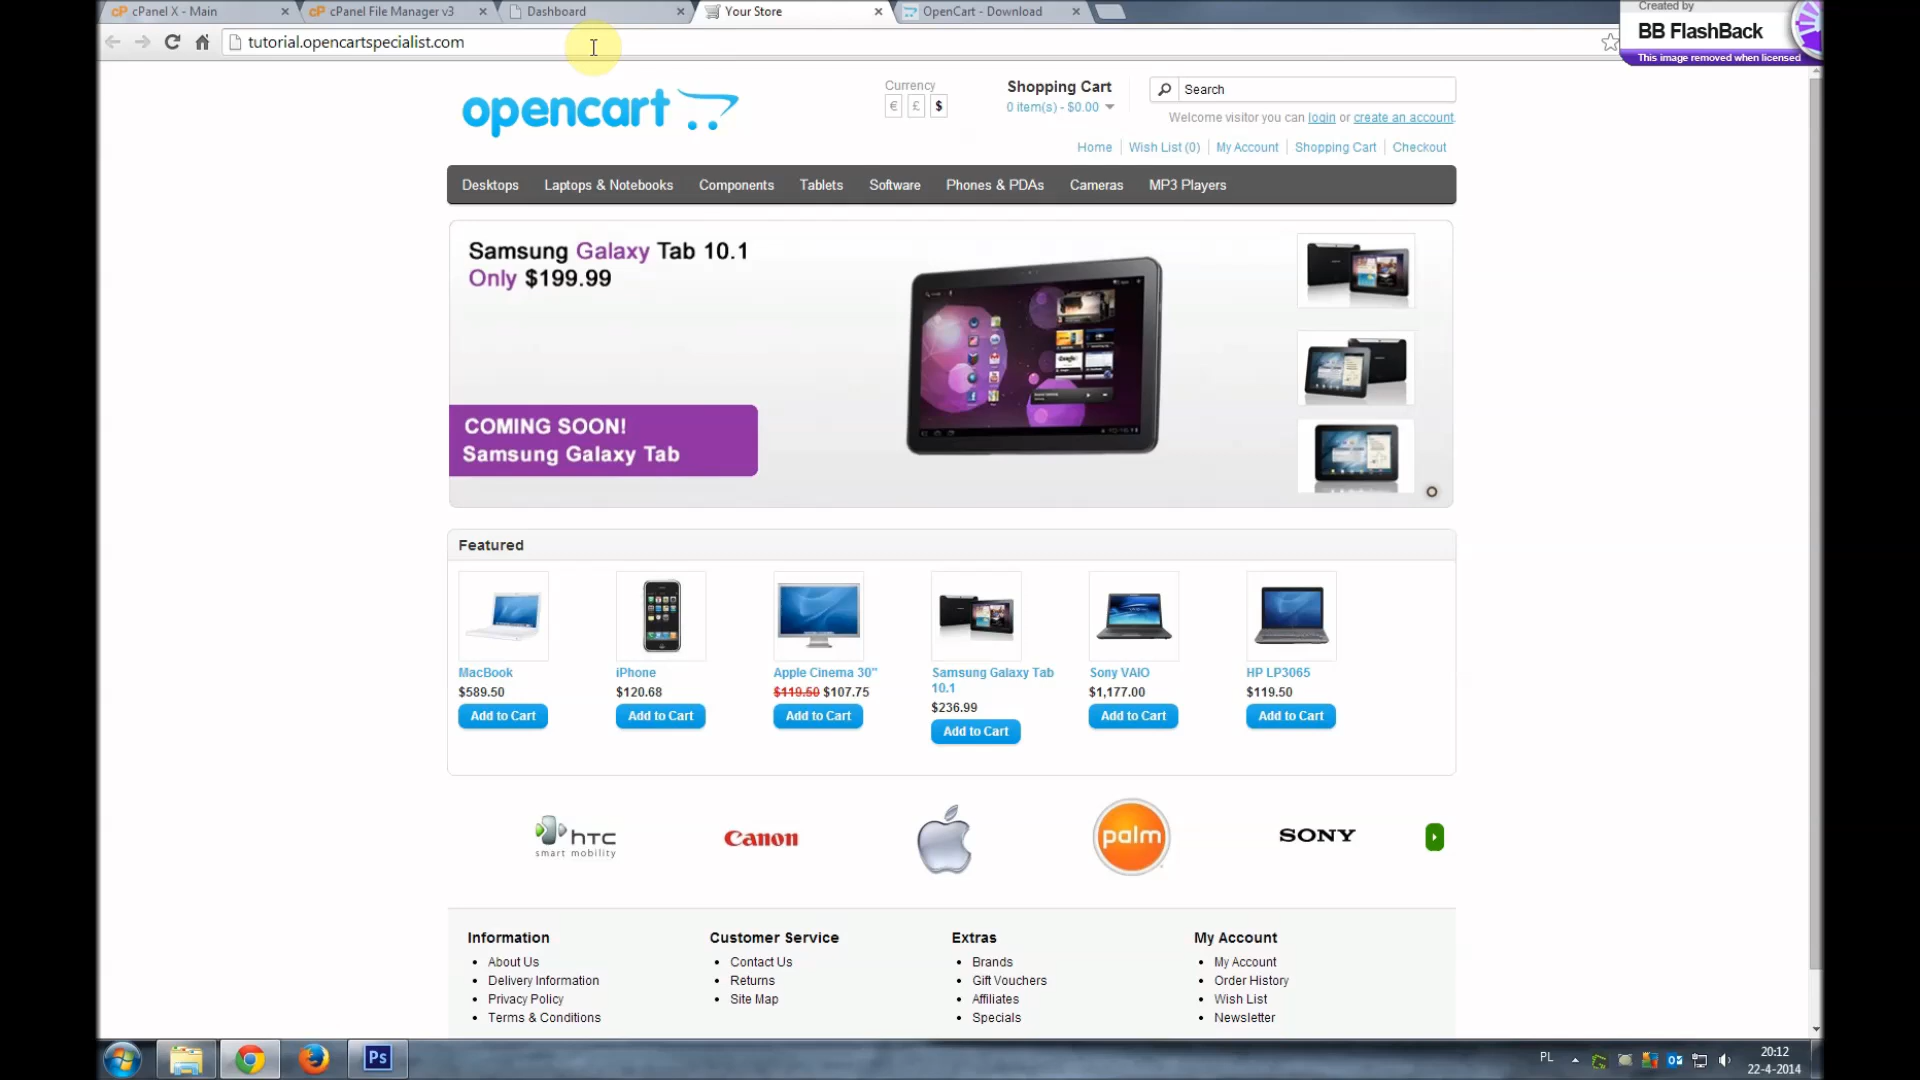 cPanel X - Main
cPanel File Manager v3
Dashboard
Your Store
OpenCart - Download
Created by
BB FlashBack
This image removed when licensed
tutorial.opencartspecialist.com
opencart
Currency
€ £ $
Shopping Cart
0 item(s) - $0.00
Search
Welcome visitor you can login or create an account.
Home Wish List (0) My Account Shopping Cart Checkout
Desktops Laptops & Notebooks Components Tablets Software Phones & PDAs Cameras MP3 Players
Samsung Galaxy Tab 10.1
Only $199.99
COMING SOON!
Samsung Galaxy Tab
Featured
MacBook
$589.50
Add to Cart
iPhone
$120.68
Add to Cart
Apple Cinema 30"
$119.50 $107.75
Add to Cart
Samsung Galaxy Tab
10.1
$236.99
Add to Cart
Sony VAIO
$1,177.00
Add to Cart
HP LP3065
$119.50
Add to Cart
hTC
smart mobility
Canon
palm
SONY
Information
About Us
Delivery Information
Privacy Policy
Terms & Conditions
Customer Service
Contact Us
Returns
Site Map
Extras
Brands
Gift Vouchers
Affiliates
Specials
My Account
My Account
Order History
Wish List
Newsletter
Ps
PL
20:12
22-4-2014